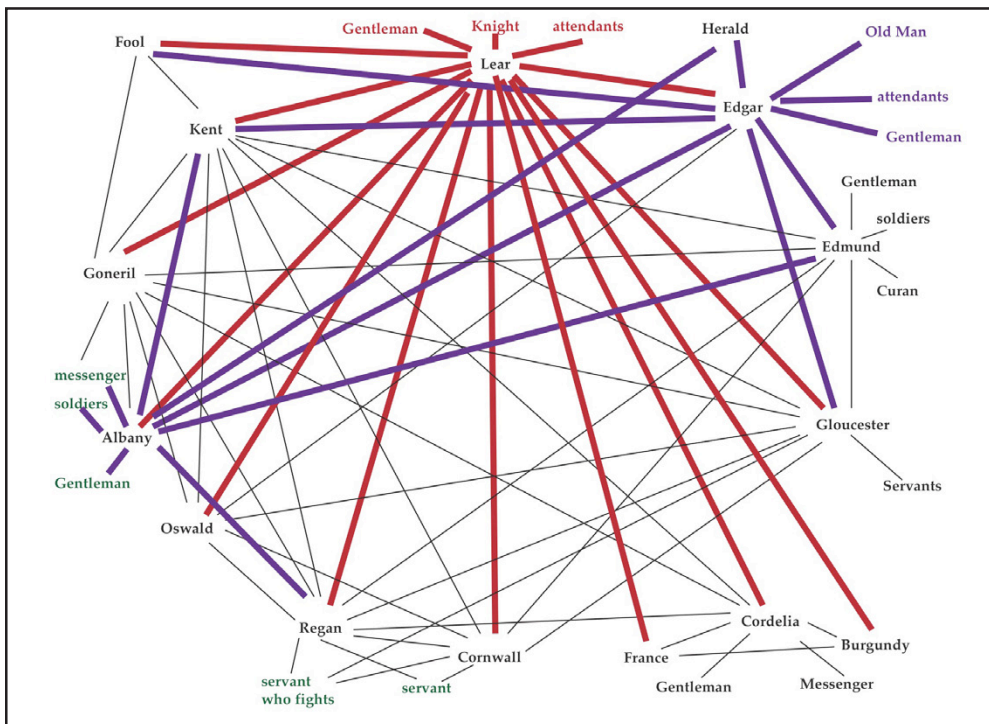 Gentleman
Knight
attendants
Herald
Old Man
Fool
Lear
attendants
Edgar
Kent
Gentleman
Gentleman
soldiers
Edmund
Goneril
Curan
messenger
soldiers
Albany
Gloucester
Gentleman
Servants
Oswald
Regan
Cordelia
Cornwall
France
Burgundy
servant
who fights
servant
Gentleman
Messenger